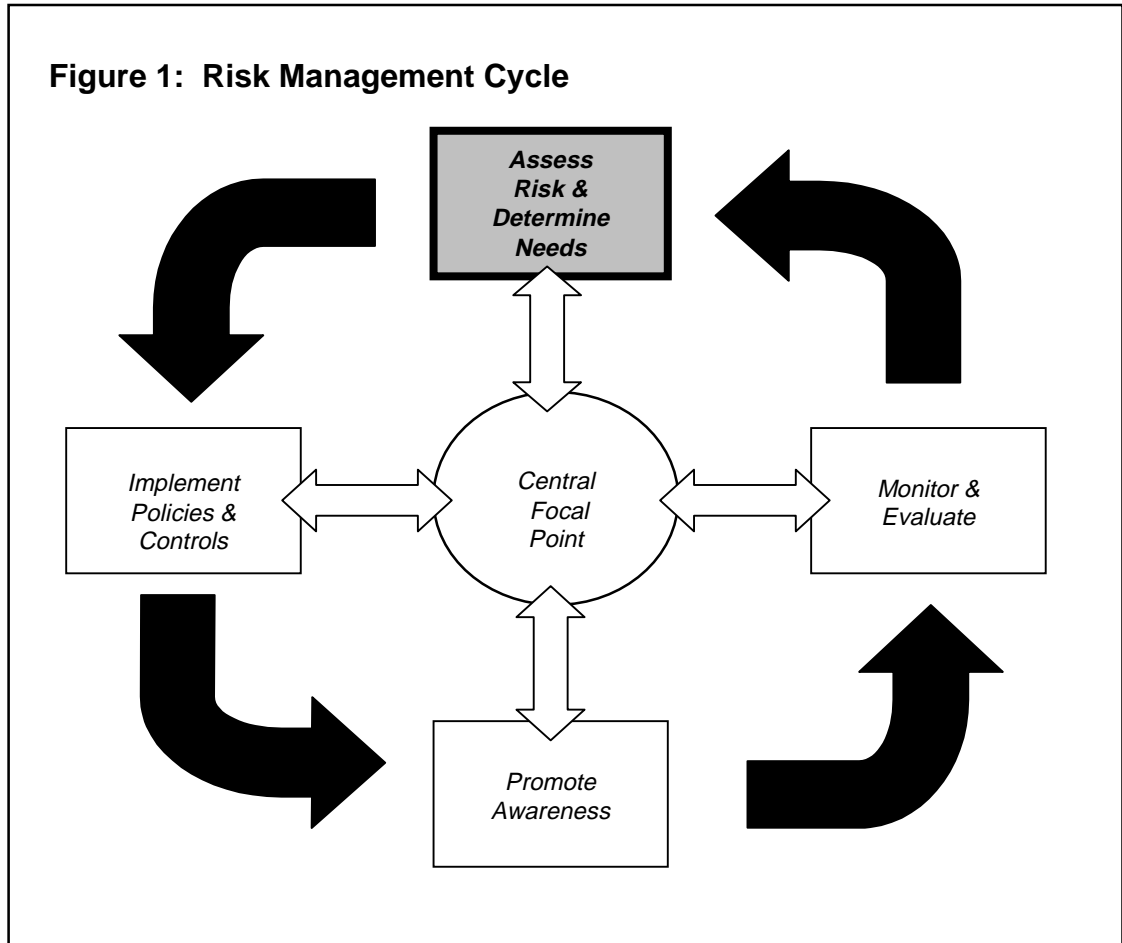 Figure 1: Risk Management Cycle
Assess
Risk &
Determine
Needs
Implement
Policies &
Controls
Central
Focal
Point
Monitor &
Evaluate
Promote
Awareness